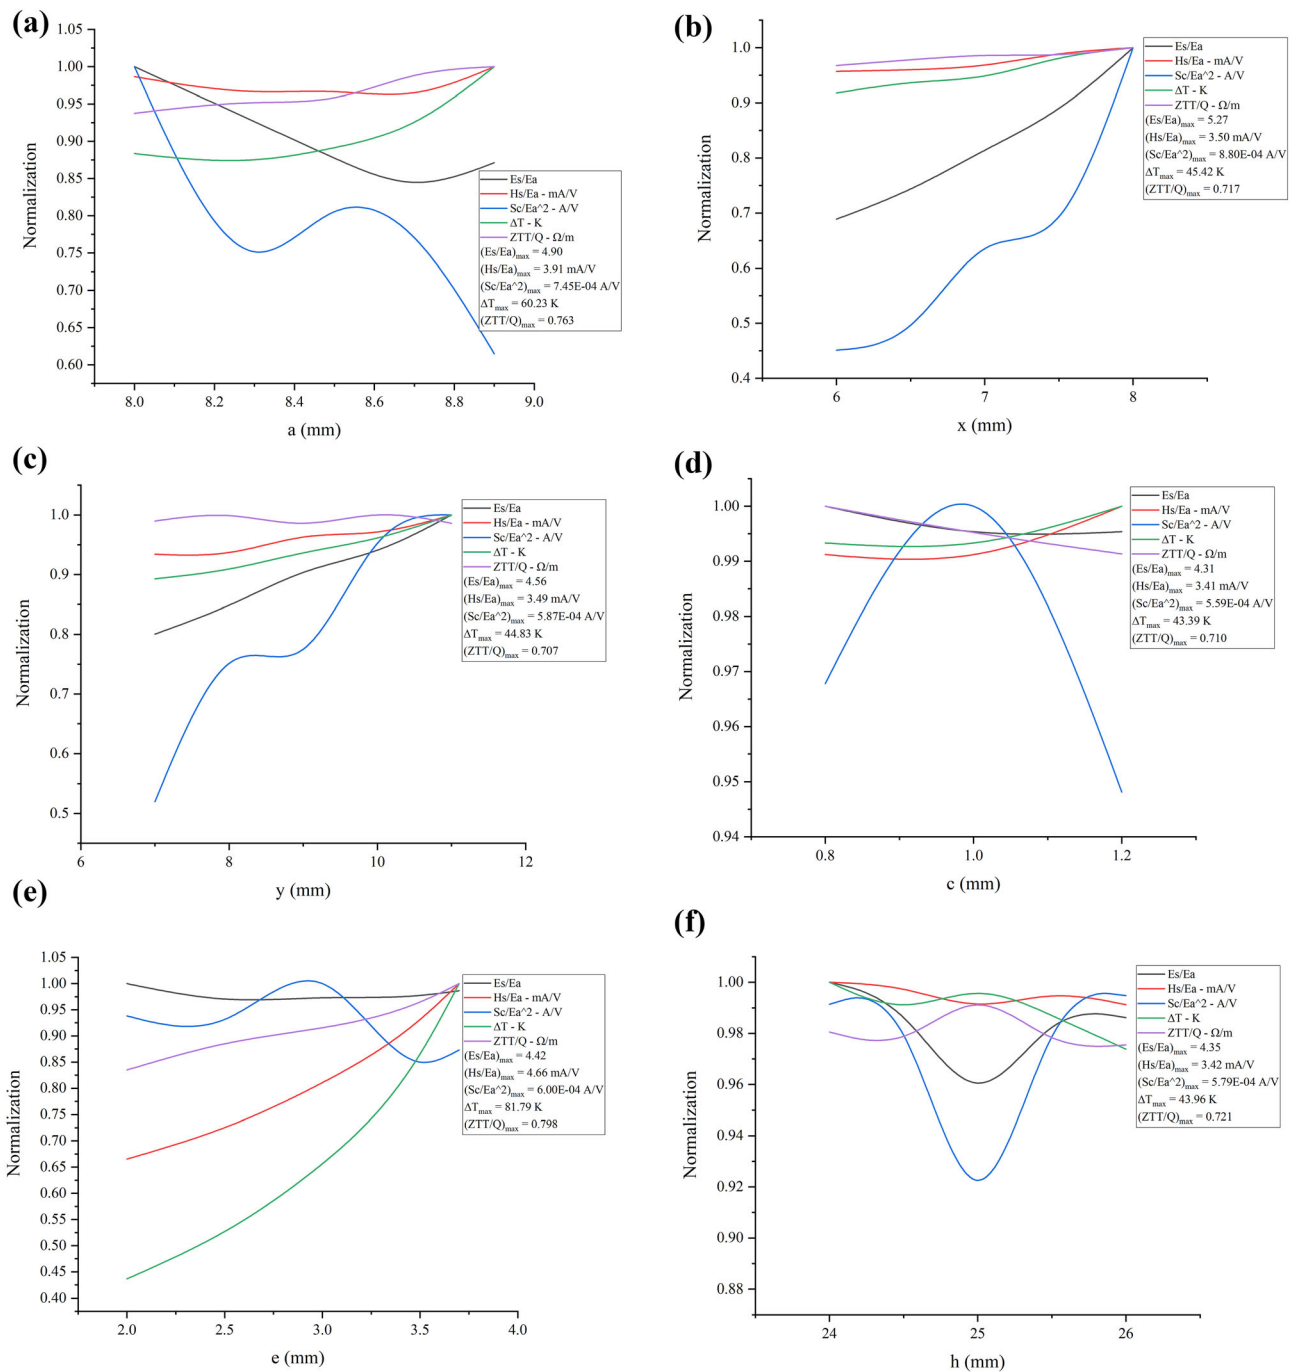 (a)
1.05
1.00
0.95
0.90
0.85
0.80
0.75
0.70
0.65
0.60
Normalization
8.0 8.2 8.4 8.6 8.8 9.0
a (mm)
Es/Ea
Hs/Ea - mA/V
Sc/Ea^2 - A/V
ΔT - K
ZTT/Q - Ω/m
(Es/Ea)max = 4.90
(Hs/Ea)max = 3.91 mA/V
(Sc/Ea^2)max = 7.45E-04 A/V
ΔTmax = 60.23 K
(ZTT/Q)max = 0.763
(b)
1.0
0.9
0.8
0.7
0.6
0.5
0.4
Normalization
6 7 8
x (mm)
Es/Ea
Hs/Ea - mA/V
Sc/Ea^2 - A/V
ΔT - K
ZTT/Q - Ω/m
(Es/Ea)max = 5.27
(Hs/Ea)max = 3.50 mA/V
(Sc/Ea^2)max = 8.80E-04 A/V
ΔTmax = 45.42 K
(ZTT/Q)max = 0.717
(c)
1.0
0.9
0.8
0.7
0.6
0.5
Normalization
6 8 10 12
y (mm)
Es/Ea
Hs/Ea - mA/V
Sc/Ea^2 - A/V
ΔT - K
ZTT/Q - Ω/m
(Es/Ea)max = 4.56
(Hs/Ea)max = 3.49 mA/V
(Sc/Ea^2)max = 5.87E-04 A/V
ΔTmax = 44.83 K
(ZTT/Q)max = 0.707
(d)
1.00
0.99
0.98
0.97
0.96
0.95
0.94
Normalization
0.8 1.0 1.2
c (mm)
Es/Ea
Hs/Ea - mA/V
Sc/Ea^2 - A/V
ΔT - K
ZTT/Q - Ω/m
(Es/Ea)max = 4.31
(Hs/Ea)max = 3.41 mA/V
(Sc/Ea^2)max = 5.59E-04 A/V
ΔTmax = 43.39 K
(ZTT/Q)max = 0.710
(e)
1.05
1.00
0.95
0.90
0.85
0.80
0.75
0.70
0.65
0.60
0.55
0.50
0.45
0.40
Normalization
2.0 2.5 3.0 3.5 4.0
e (mm)
Es/Ea
Hs/Ea - mA/V
Sc/Ea^2 - A/V
ΔT - K
ZTT/Q - Ω/m
(Es/Ea)max = 4.42
(Hs/Ea)max = 4.66 mA/V
(Sc/Ea^2)max = 6.00E-04 A/V
ΔTmax = 81.79 K
(ZTT/Q)max = 0.798
(f)
1.00
0.98
0.96
0.94
0.92
0.90
0.88
Normalization
24 25 26
h (mm)
Es/Ea
Hs/Ea - mA/V
Sc/Ea^2 - A/V
ΔT - K
ZTT/Q - Ω/m
(Es/Ea)max = 4.35
(Hs/Ea)max = 3.42 mA/V
(Sc/Ea^2)max = 5.79E-04 A/V
ΔTmax = 43.96 K
(ZTT/Q)max = 0.721